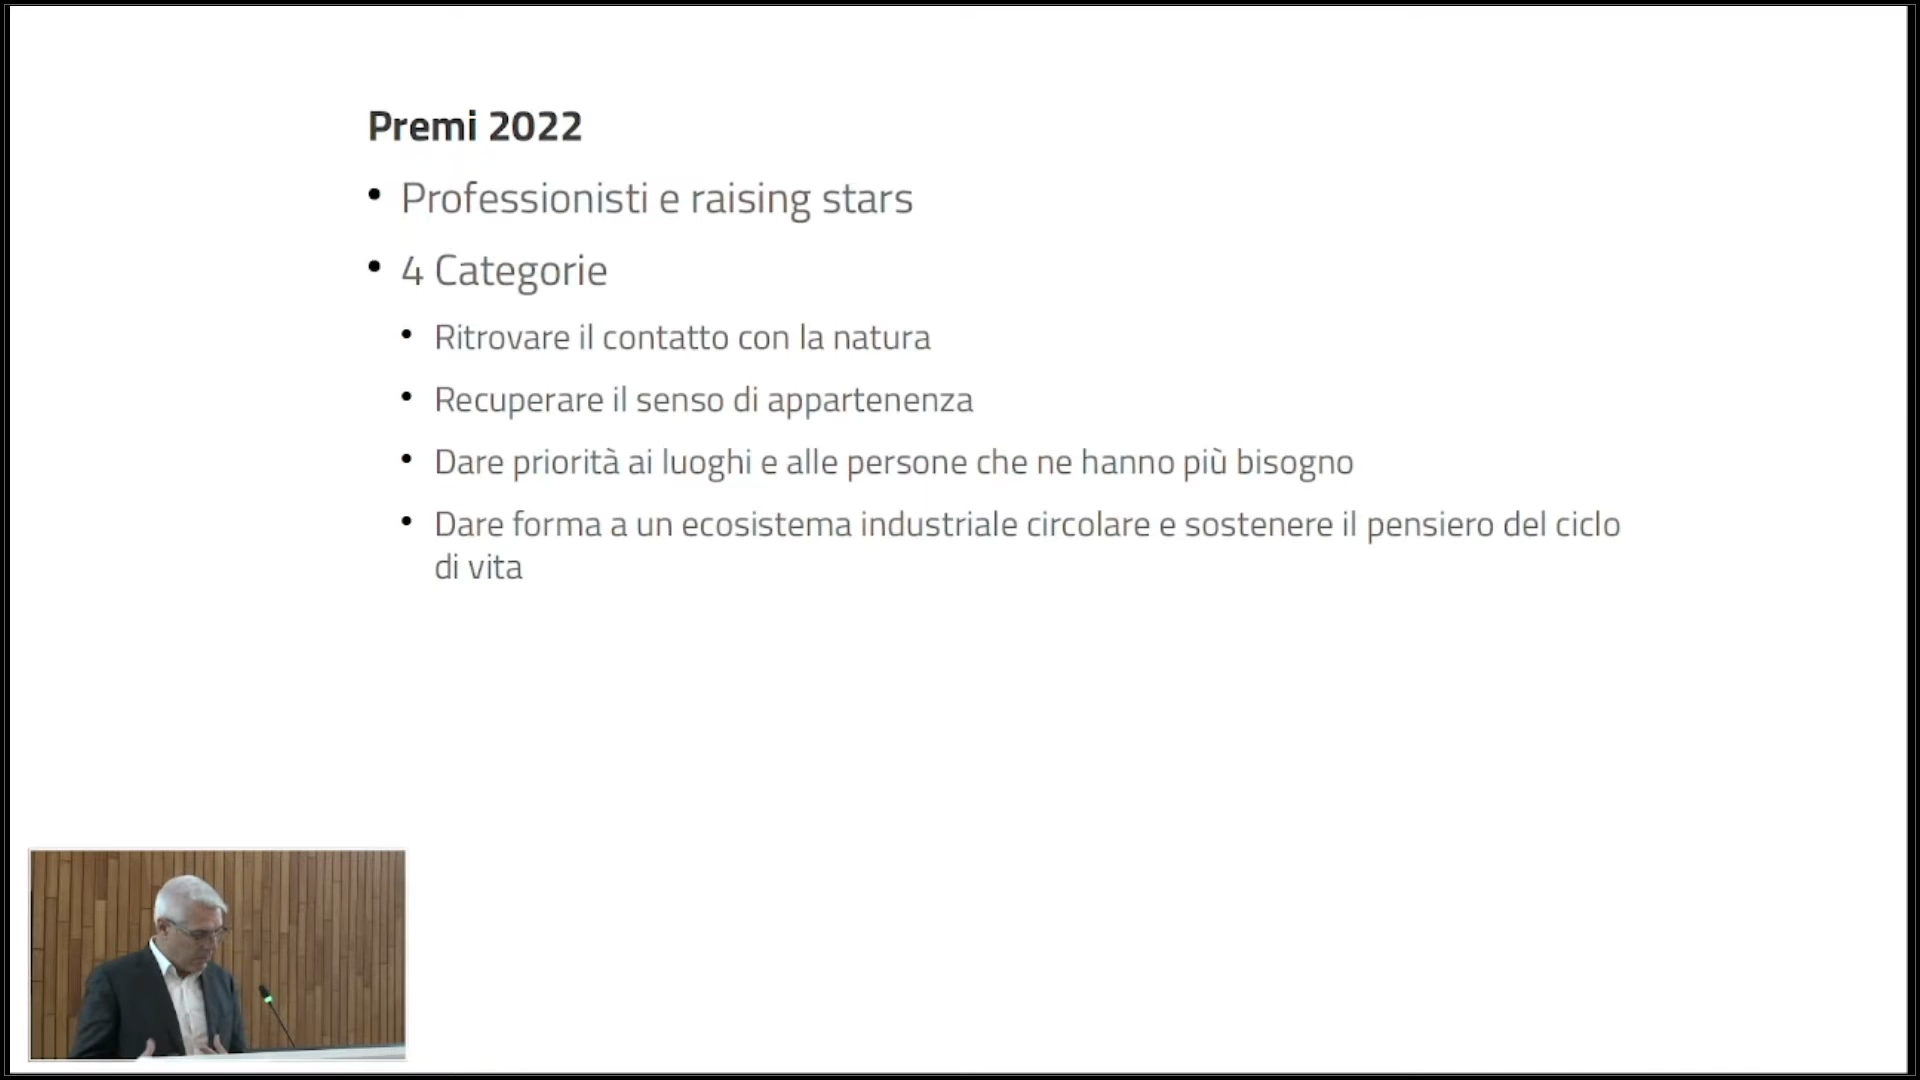 Premi 2022
• Professionisti e raising stars
• 4 Categorie
• Ritrovare il contatto con la natura
• Recuperare il senso di appartenenza
• Dare priorità ai luoghi e alle persone che ne hanno più bisogno
• Dare forma a un ecosistema industriale circolare e sostenere il pensiero del ciclo
di vita